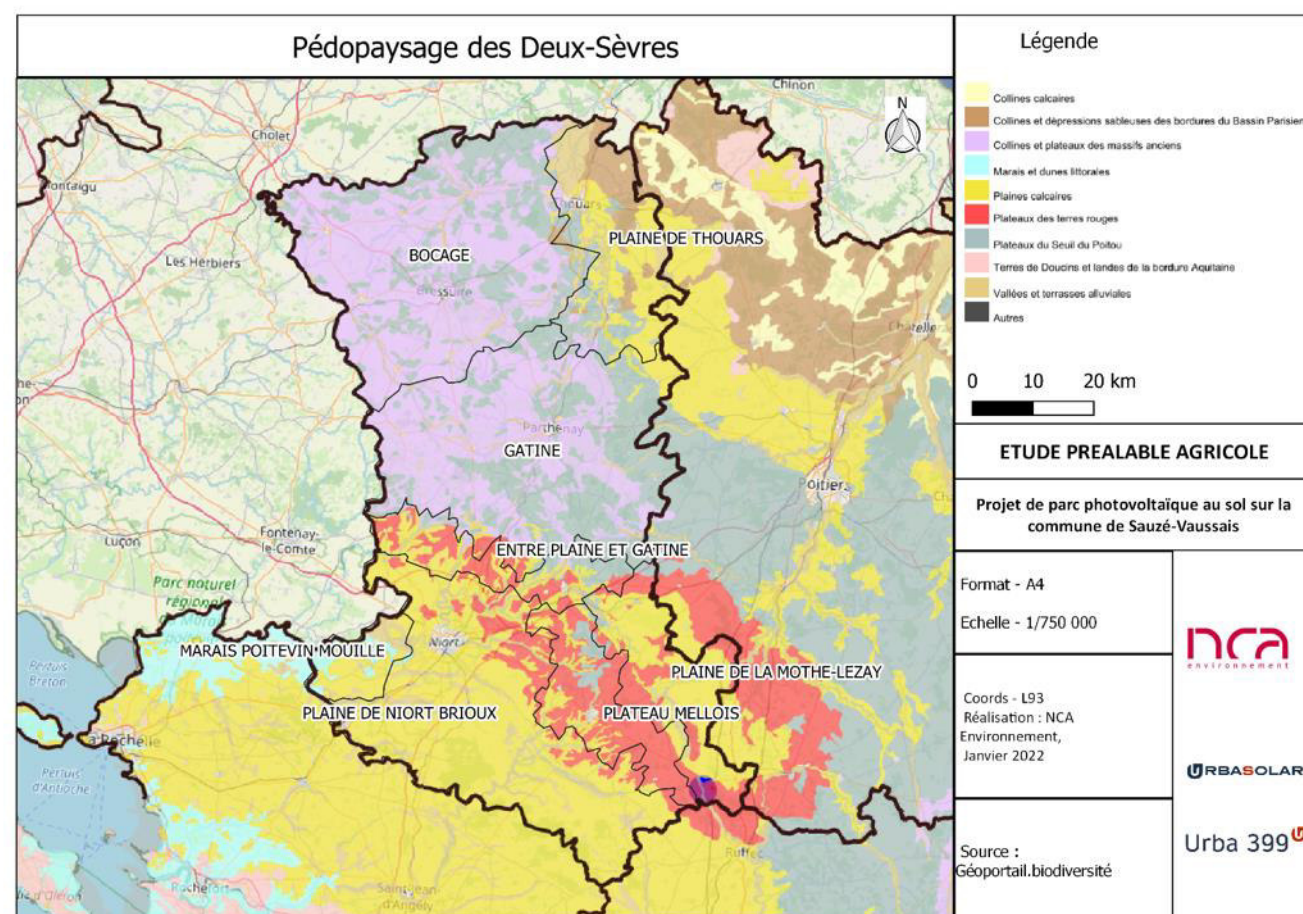 Pédopaysage des Deux-Sèvres
Légende
Collines calcaires
Collines et dépressions sableuses des bordures du Bassin Parisien
Collines et plateaux des massifs anciens
Marais et dunes littorales
Plaines calcaires
Plateaux des terres rouges
Plateaux du Seuil du Poitou
Terres de Doucins et landes de la bordure Aquitaine
Vallées et terrasses alluviales
Autres
0 10 20 km
ETUDE PREALABLE AGRICOLE
Projet de parc photovoltaïque au sol sur la
commune de Sauzé-Vaussais
Format - A4
Echelle - 1/750 000
Coords - L93
Réalisation : NCA
Environnement,
Janvier 2022
Source :
Géoportail.biodiversité
nca
environnement
URBASOLAR
Urba 399
N
Chinon
Cholet
Montaigu
Thouars
PLAINE DE THOUARS
BOCAGE
Les Herbiers
Bressuire
Chatellera
Parthenay
GATINE
Poitiers
Luçon
Fontenay-
le-Comte
ENTRE PLAINE ET GATINE
Parc naturel
régional
MARAIS POITEVIN MOUILLE
Niort
Pertuis
Breton
PLAINE DE LA MOTHE-LEZAY
PLAINE DE NIORT BRIOUX
PLATEAU MELLOIS
La Rochelle
Pertuis
d'Antioche
Ruffec
Rochefort
Saint-Jean-
d'Angély
d'Oléron